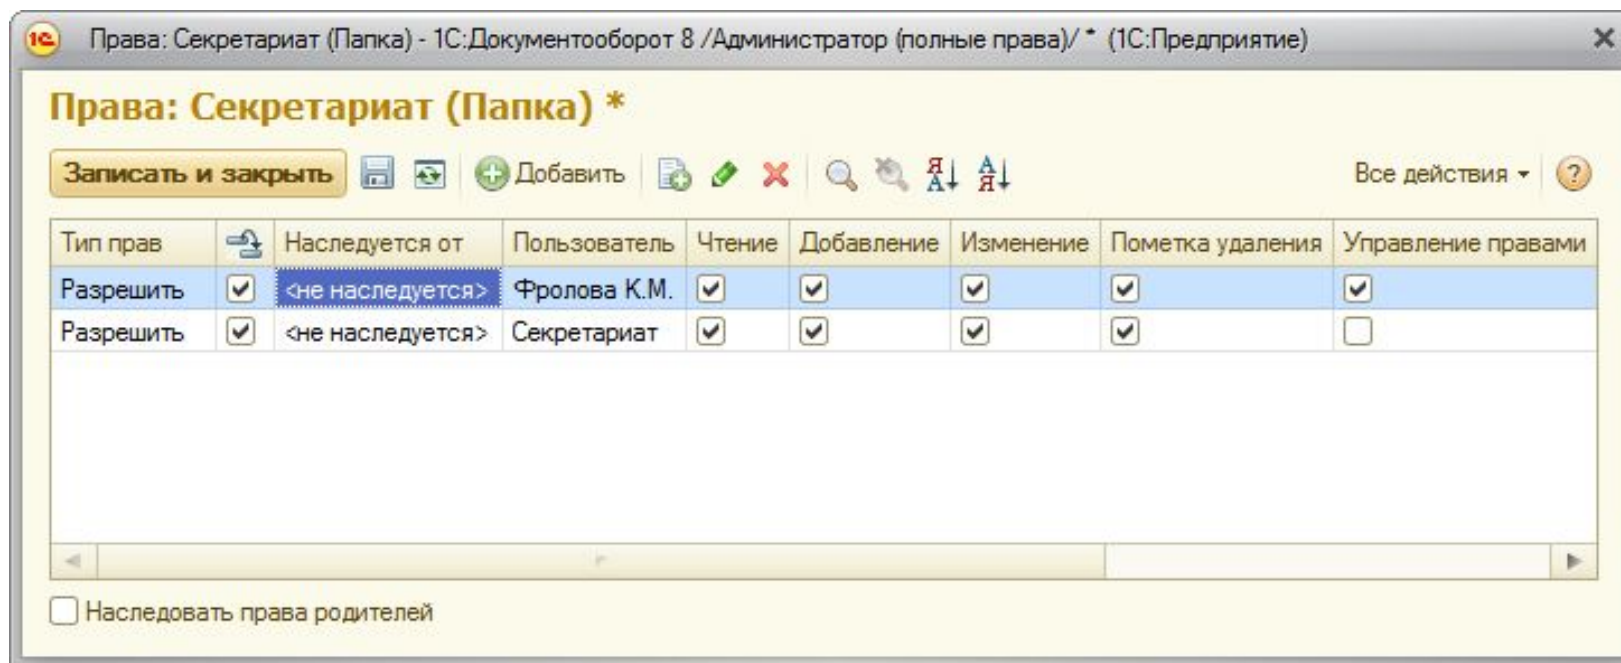 1С Права: Секретариат (Папка) - 1С:Документооборот 8 /Администратор (полные права)/ * (1С:Предприятие)
Права: Секретариат (Папка) *
Записать и закрыть Добавить Я А А Я Все действия ?
Тип прав Наследуется от Пользователь Чтение Добавление Изменение Пометка удаления Управление правами
Разрешить <не наследуется> Фролова К.М.
Разрешить <не наследуется> Секретариат
Наследовать права родителей